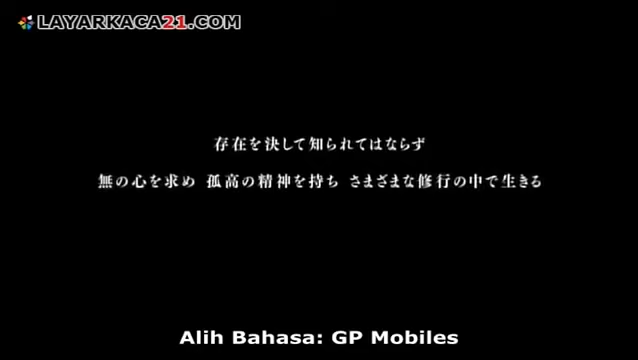 LAYARKACA21.COM
存在を決して知られてはならず
無の心を求め 孤高の精神を持ち さまざまな修行の中で生きる
Alih Bahasa: GP Mobiles